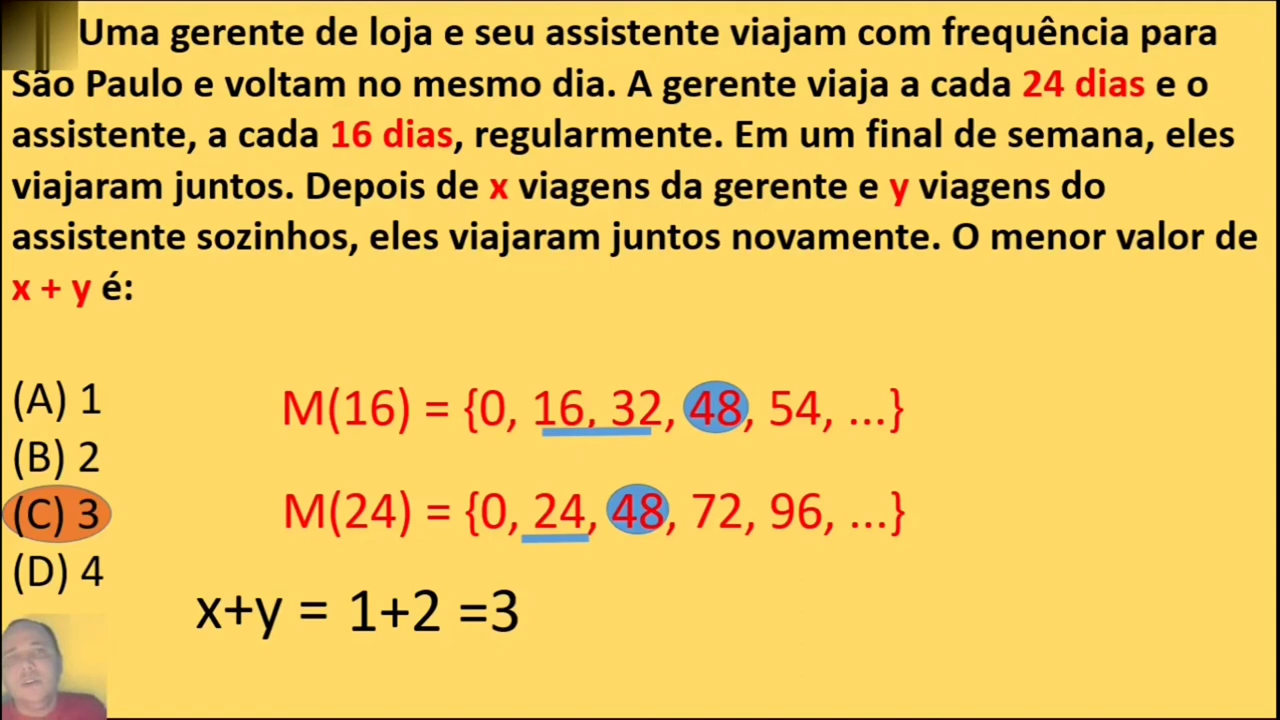 Uma gerente de loja e seu assistente viajam com frequência para
São Paulo e voltam no mesmo dia. A gerente viaja a cada 24 dias e o
assistente, a cada 16 dias, regularmente. Em um final de semana, eles
viajaram juntos. Depois de x viagens da gerente e y viagens do
assistente sozinhos, eles viajaram juntos novamente. O menor valor de
x + y é:
(A) 1
(B) 2
(C) 3
(D) 4
M(16) = {0, 16, 32, 48, 54, ...}
M(24) = {0, 24, 48, 72, 96, ...}
x+y = 1+2 =3